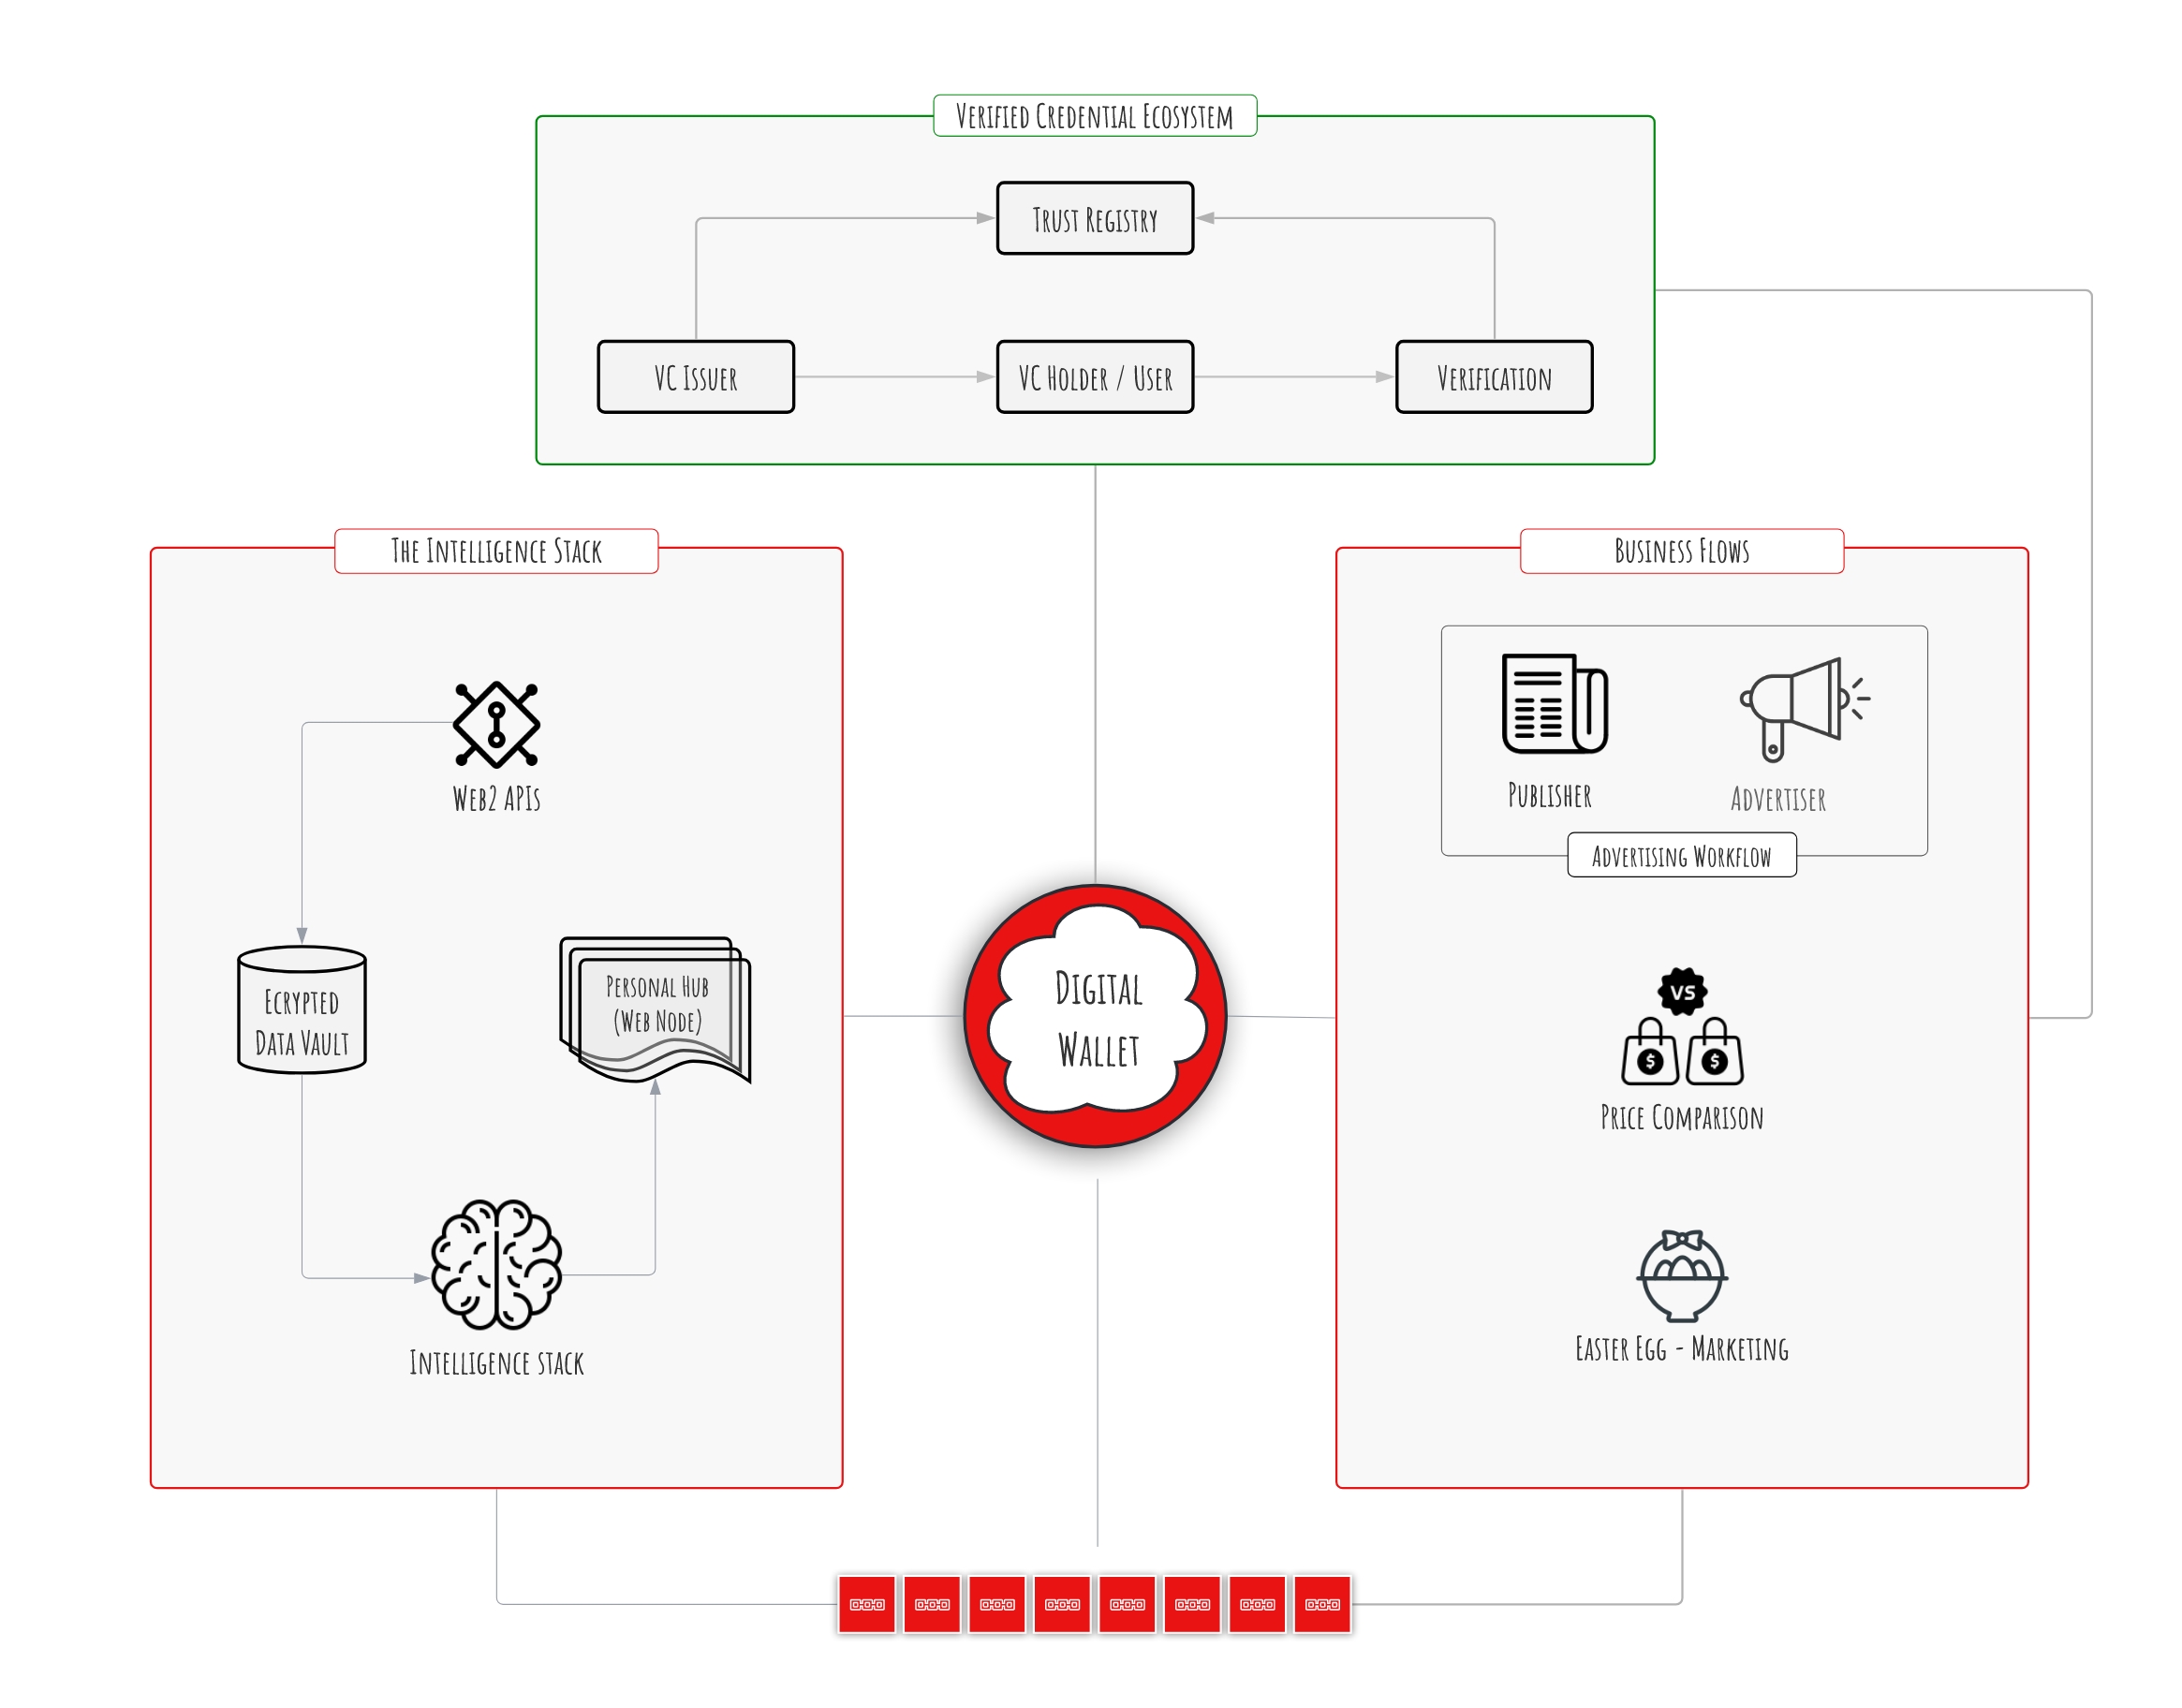 Verified Credential Ecosystem
Trust Registry
VC Issuer
VC Holder / User
Verification
The Intelligence Stack
Web2 APIs
Ecrypted
Data Vault
Personal Hub
(Web Node)
Intelligence stack
Digital
Wallet
Business Flows
Publisher
Advertiser
Advertising Workflow
VS
$ $
Price Comparison
Easter Egg - Marketing